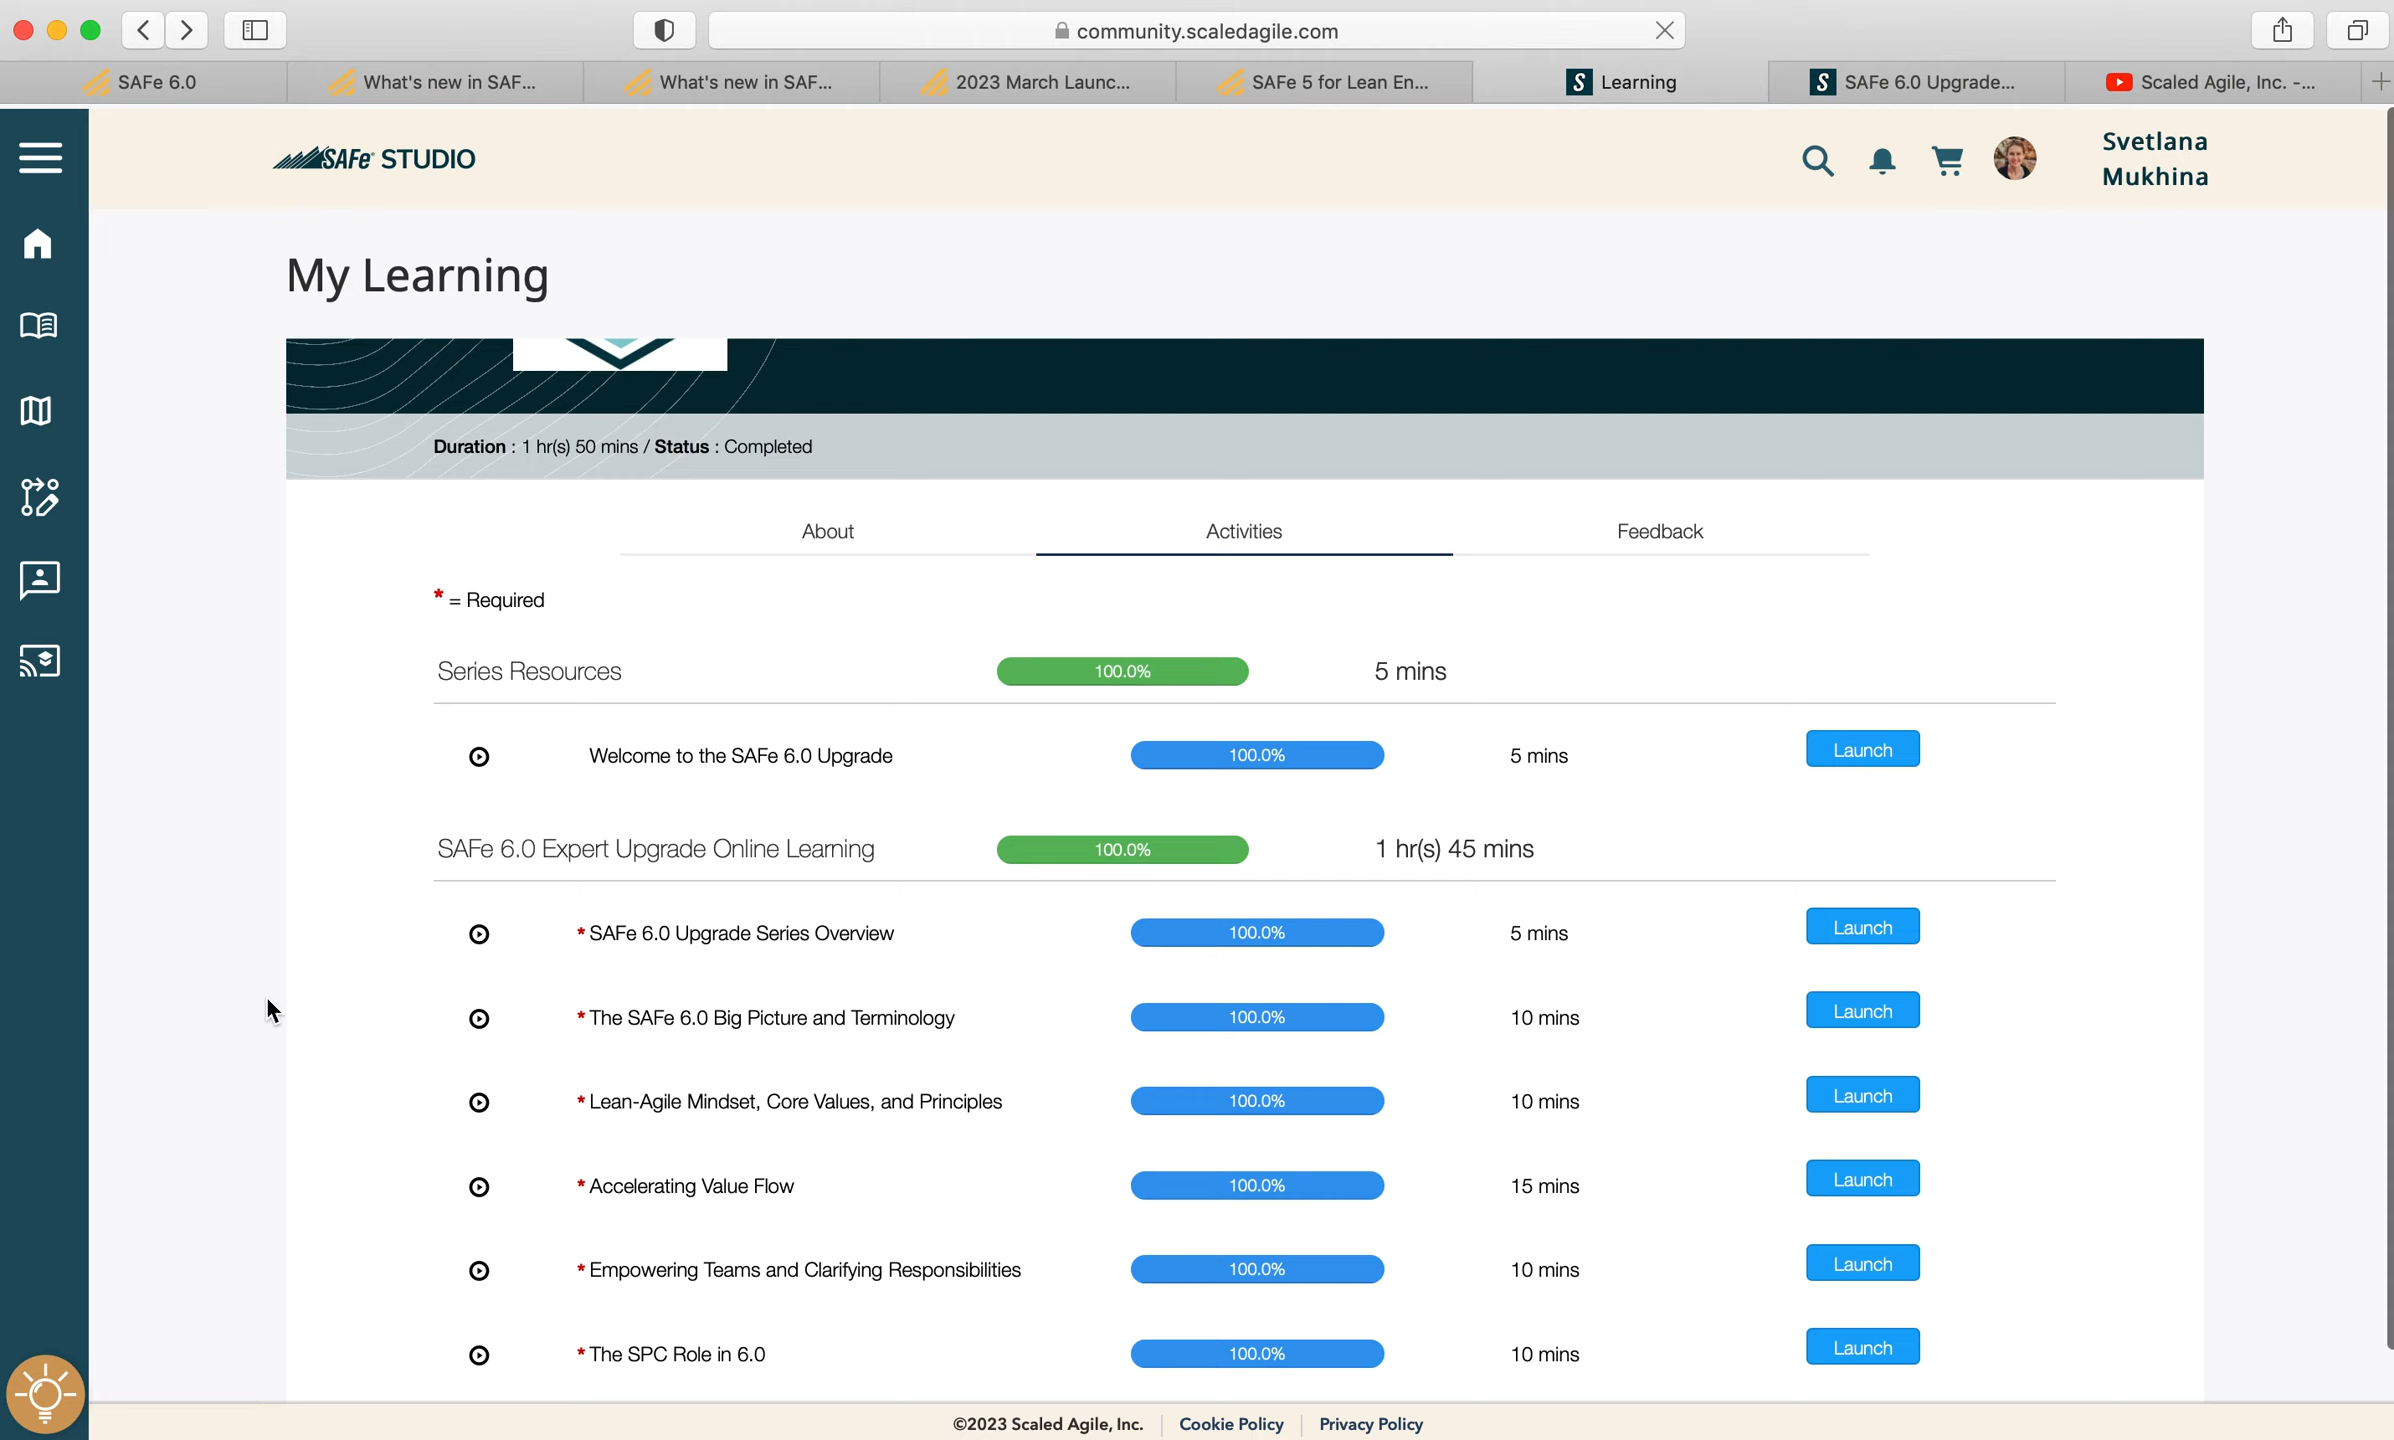 community.scaledagile.com
SAFe 6.0
What's new in SAF...
What's new in SAF...
2023 March Launc...
SAFe 5 for Lean En...
S Learning
S SAFe 6.0 Upgrade...
Scaled Agile, Inc. -...
SAFe® STUDIO
Svetlana
Mukhina
My Learning
Duration : 1 hr(s) 50 mins / Status : Completed
About
Activities
Feedback
* = Required
Series Resources 100.0% 5 mins
Welcome to the SAFe 6.0 Upgrade 100.0% 5 mins Launch
SAFe 6.0 Expert Upgrade Online Learning 100.0% 1 hr(s) 45 mins
* SAFe 6.0 Upgrade Series Overview 100.0% 5 mins Launch
* The SAFe 6.0 Big Picture and Terminology 100.0% 10 mins Launch
* Lean-Agile Mindset, Core Values, and Principles 100.0% 10 mins Launch
* Accelerating Value Flow 100.0% 15 mins Launch
* Empowering Teams and Clarifying Responsibilities 100.0% 10 mins Launch
* The SPC Role in 6.0 100.0% 10 mins Launch
©2023 Scaled Agile, Inc. Cookie Policy Privacy Policy